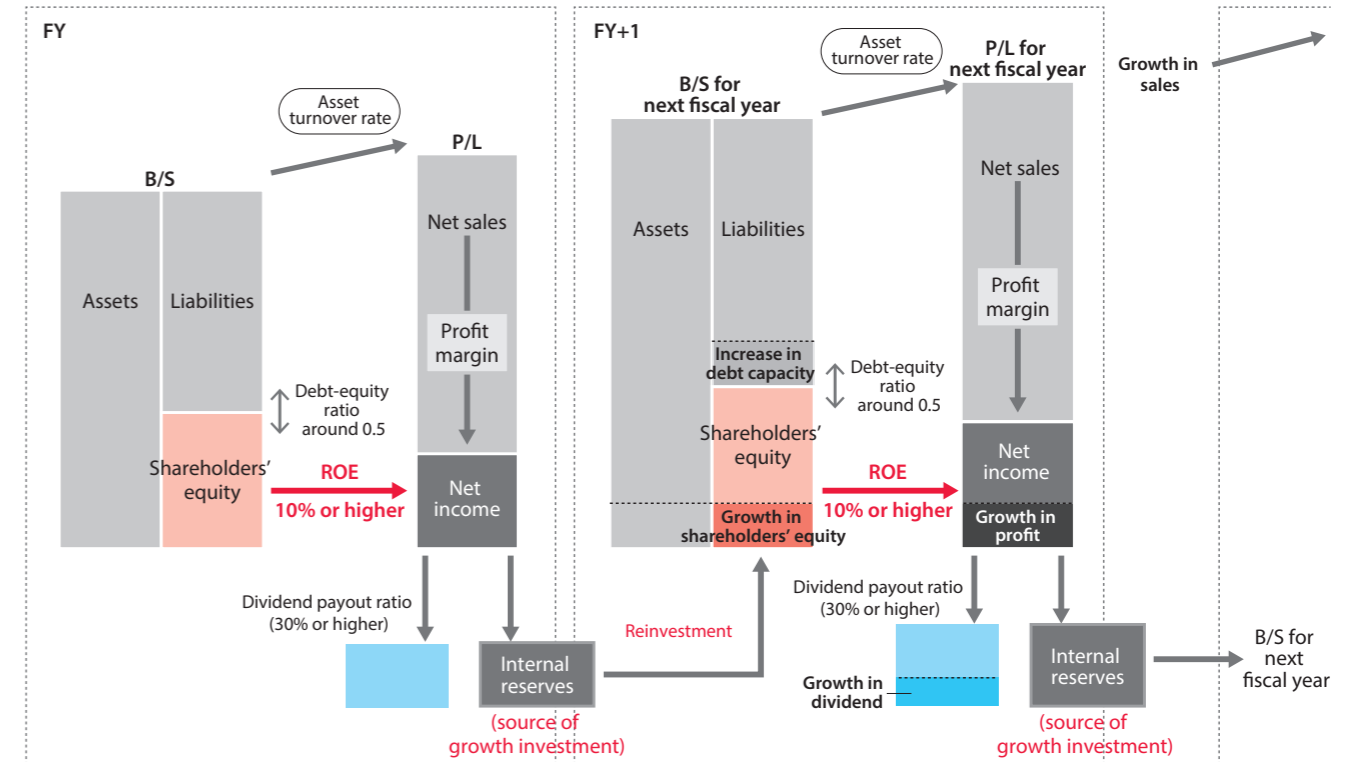 FY
B/S
Assets
Liabilities
Shareholders'
equity
Asset
turnover rate
P/L
Net sales
Profit
margin
Debt-equity
ratio
around 0.5
ROE
10% or higher
Net
income
Dividend payout ratio
(30% or higher)
Internal
reserves
(source of
growth investment)
Reinvestment
FY+1
B/S for
next fiscal year
Assets
Liabilities
Increase in
debt capacity
Shareholders'
equity
Growth in
shareholders' equity
Asset
turnover rate
P/L for
next fiscal year
Net sales
Profit
margin
Debt-equity
ratio
around 0.5
ROE
10% or higher
Net
income
Growth in
profit
Dividend payout ratio
(30% or higher)
Growth in
dividend
Internal
reserves
(source of
growth investment)
Growth in
sales
B/S for
next
fiscal year